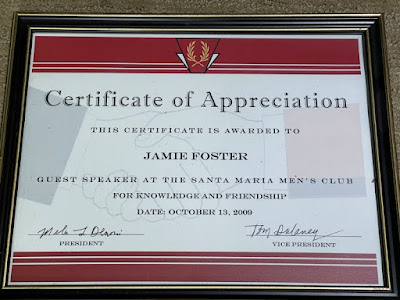 Certificate of Appreciation
THIS CERTIFICATE IS AWARDED TO
JAMIE FOSTER
GUEST SPEAKER AT THE SANTA MARIA MEN'S CLUB
FOR KNOWLEDGE AND FRIENDSHIP
DATE: OCTOBER 13, 2009
Tom
PRESIDENT VICE PRESIDENT